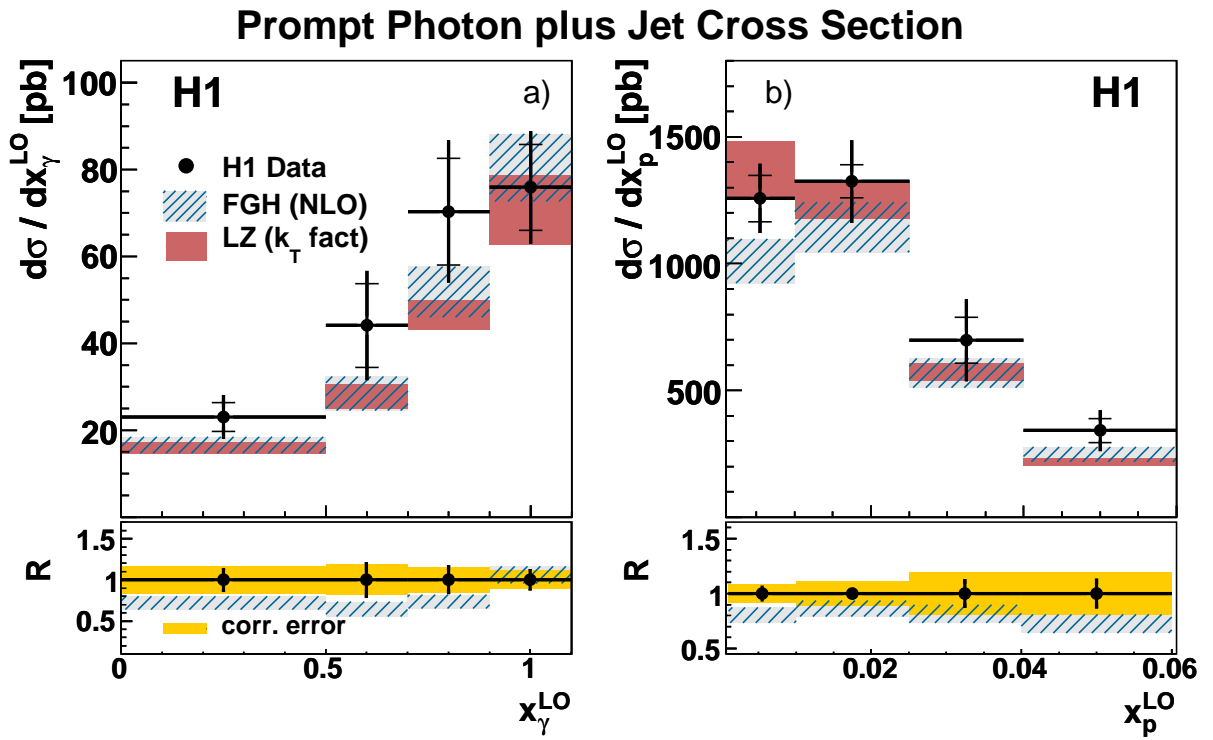 Prompt Photon plus Jet Cross Section
dσ / dx_γ^LO [pb]
100
80
60
40
20
H1
a)
H1 Data
FGH (NLO)
LZ (k_T fact)
R
1.5
1
0.5
corr. error
0
0.5
1
x_γ^LO
dσ / dx_p^LO [pb]
1500
1000
500
b)
H1
R
1.5
1
0.5
0.02
0.04
0.06
x_p^LO